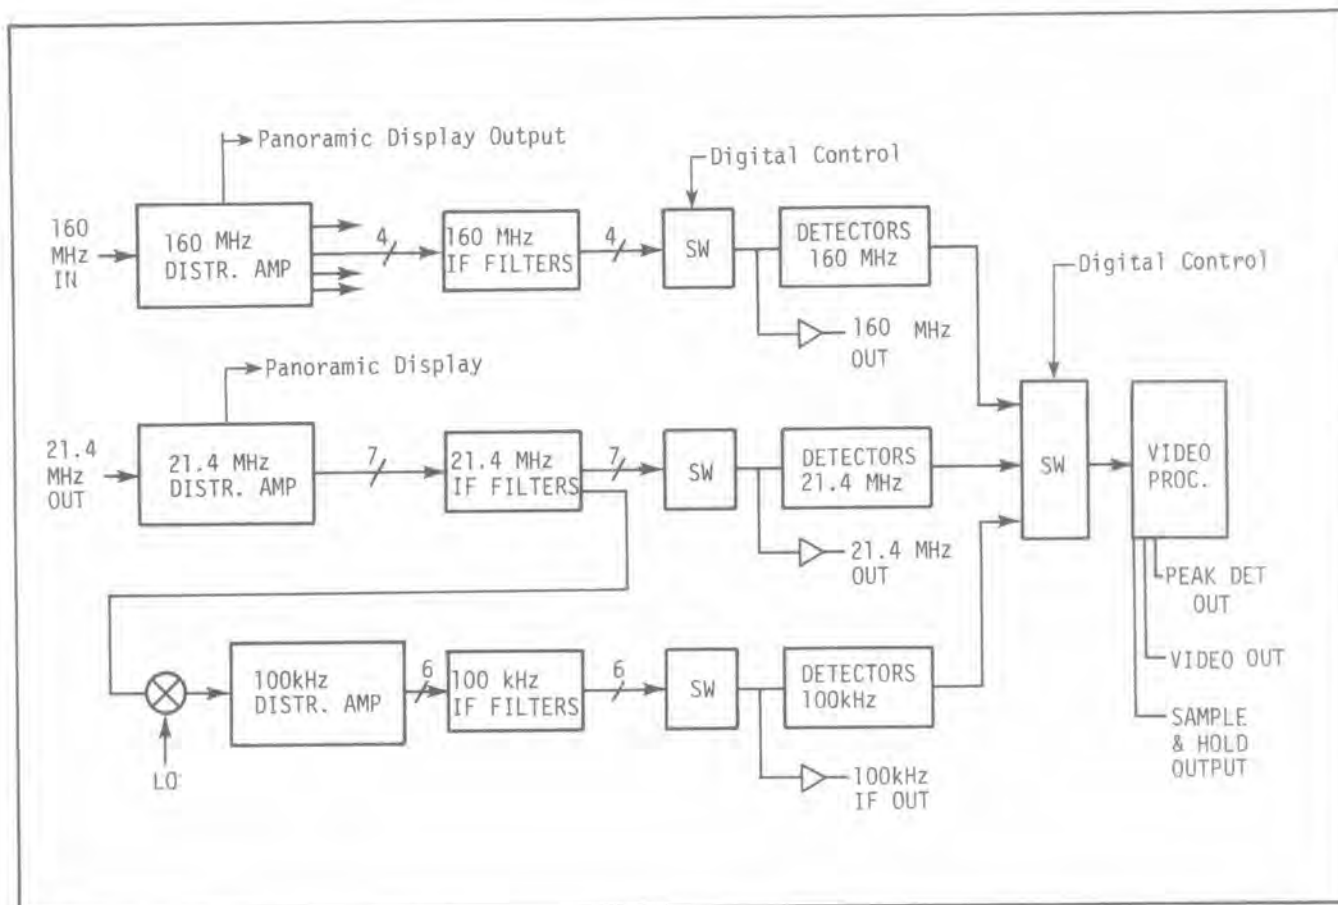 Panoramic Display Output
Digital Control
160
MHz
IN
160 MHz
DISTR. AMP
4
160 MHz
IF FILTERS
4
SW
DETECTORS
160 MHz
160 MHz
OUT
Digital Control
Panoramic Display
21.4
MHz
OUT
21.4 MHz
DISTR. AMP
7
21.4 MHz
IF FILTERS
7
SW
DETECTORS
21.4 MHz
21.4 MHz
OUT
SW
VIDEO
PROC.
PEAK DET
OUT
VIDEO OUT
SAMPLE
& HOLD
OUTPUT
LO
100kHz
DISTR. AMP
6
100 kHz
IF FILTERS
6
SW
DETECTORS
100kHz
100kHz
IF OUT